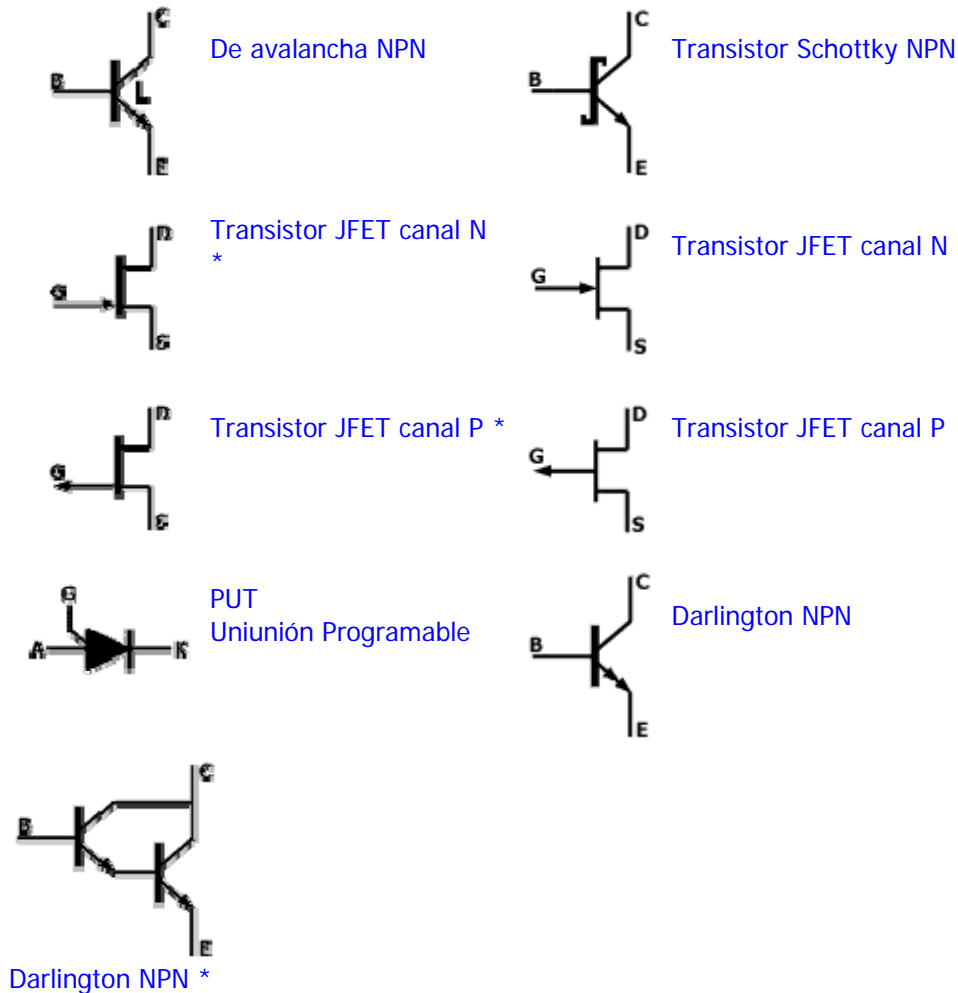 C
De avalancha NPN
B
L
E
C
Transistor Schottky NPN
B
E
D
Transistor JFET canal N
*
G
S
D
Transistor JFET canal N
G
S
D
Transistor JFET canal P *
G
S
D
Transistor JFET canal P
G
S
G
PUT
Uniunión Programable
A
K
C
Darlington NPN
B
E
C
B
E
Darlington NPN *